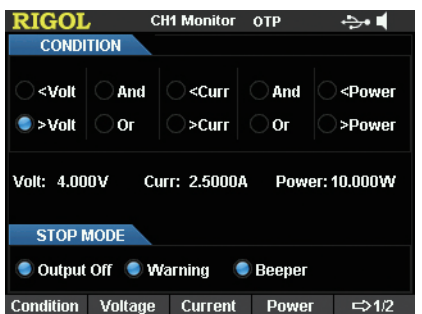 RIGOL CH1 Monitor OTP
CONDITION
<Volt And <Curr And <Power
>Volt Or >Curr Or >Power
Volt: 4.000V Curr: 2.5000A Power: 10.000W
STOP MODE
Output Off Warning Beeper
Condition Voltage Current Power ⇨1/2